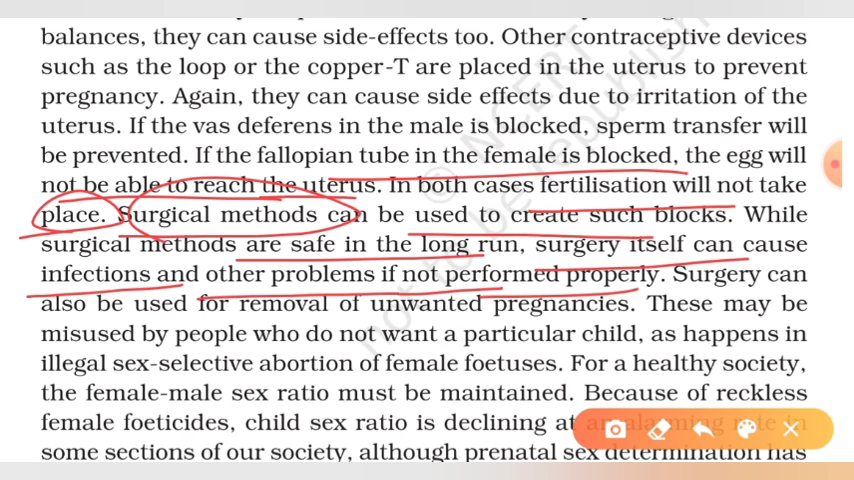 balances, they can cause side-effects too. Other contraceptive devices
such as the loop or the copper-T are placed in the uterus to prevent
pregnancy. Again, they can cause side effects due to irritation of the
uterus. If the vas deferens in the male is blocked, sperm transfer will
be prevented. If the fallopian tube in the female is blocked, the egg will
not be able to reach the uterus. In both cases fertilisation will not take
place. Surgical methods can be used to create such blocks. While
surgical methods are safe in the long run, surgery itself can cause
infections and other problems if not performed properly. Surgery can
also be used for removal of unwanted pregnancies. These may be
misused by people who do not want a particular child, as happens in
illegal sex-selective abortion of female foetuses. For a healthy society,
the female-male sex ratio must be maintained. Because of reckless
female foeticides, child sex ratio is declining at an alarming rate in
some sections of our society, although prenatal sex determination has
© NCERT
not to be republish